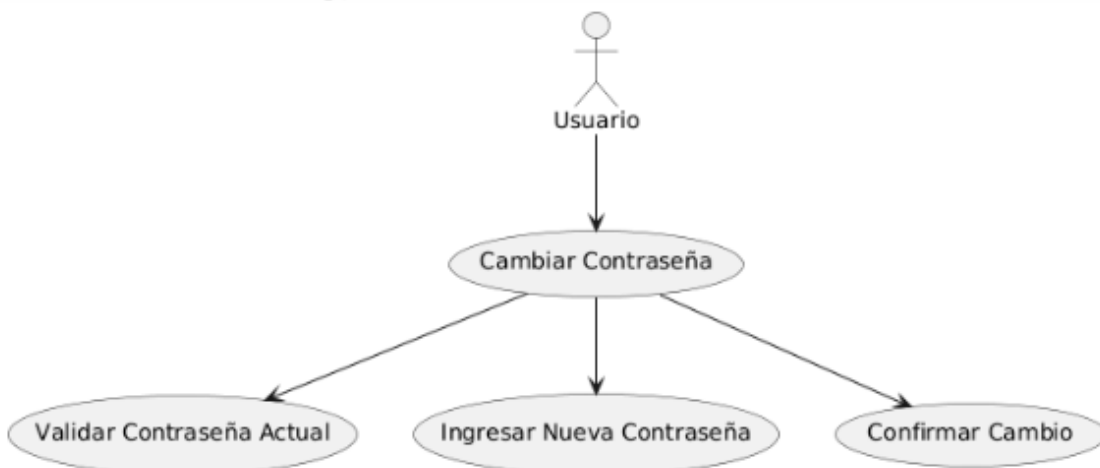 Usuario
Cambiar Contraseña
Validar Contraseña Actual
Ingresar Nueva Contraseña
Confirmar Cambio